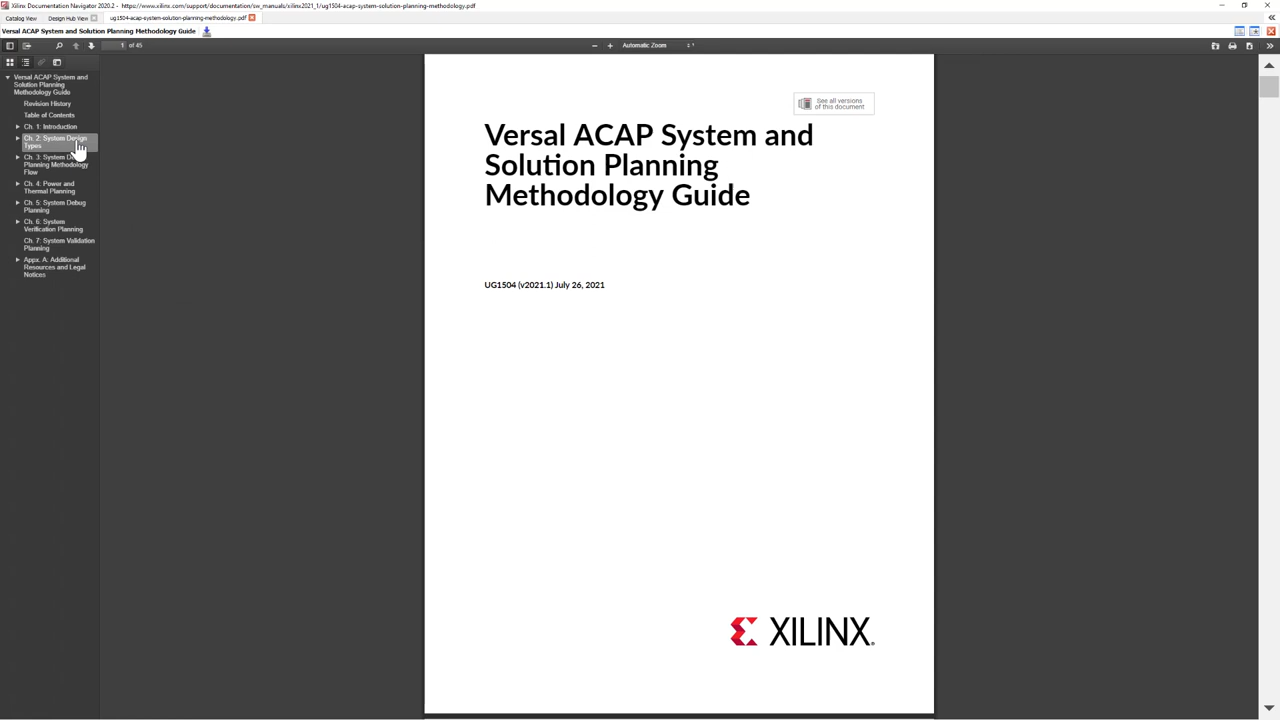 Xilinx Documentation Navigator 2020.2 - https://www.xilinx.com/support/documentation/sw_manuals/xilinx2021_1/ug1504-acap-system-solution-planning-methodology.pdf
Catalog View
Design Hub View
ug1504-acap-system-solution-planning-methodology.pdf
Versal ACAP System and Solution Planning Methodology Guide
1 of 45
Automatic Zoom
Versal ACAP System and
Solution Planning
Methodology Guide
Revision History
Table of Contents
Ch. 1: Introduction
Ch. 2: System Design
Types
Ch. 3: System
Planning Methodology
Flow
Ch. 4: Power and
Thermal Planning
Ch. 5: System Debug
Planning
Ch. 6: System
Verification Planning
Ch. 7: System Validation
Planning
Appx. A: Additional
Resources and Legal
Notices
See all versions
of this document
Versal ACAP System and
Solution Planning
Methodology Guide
UG1504 (v2021.1) July 26, 2021
XILINX